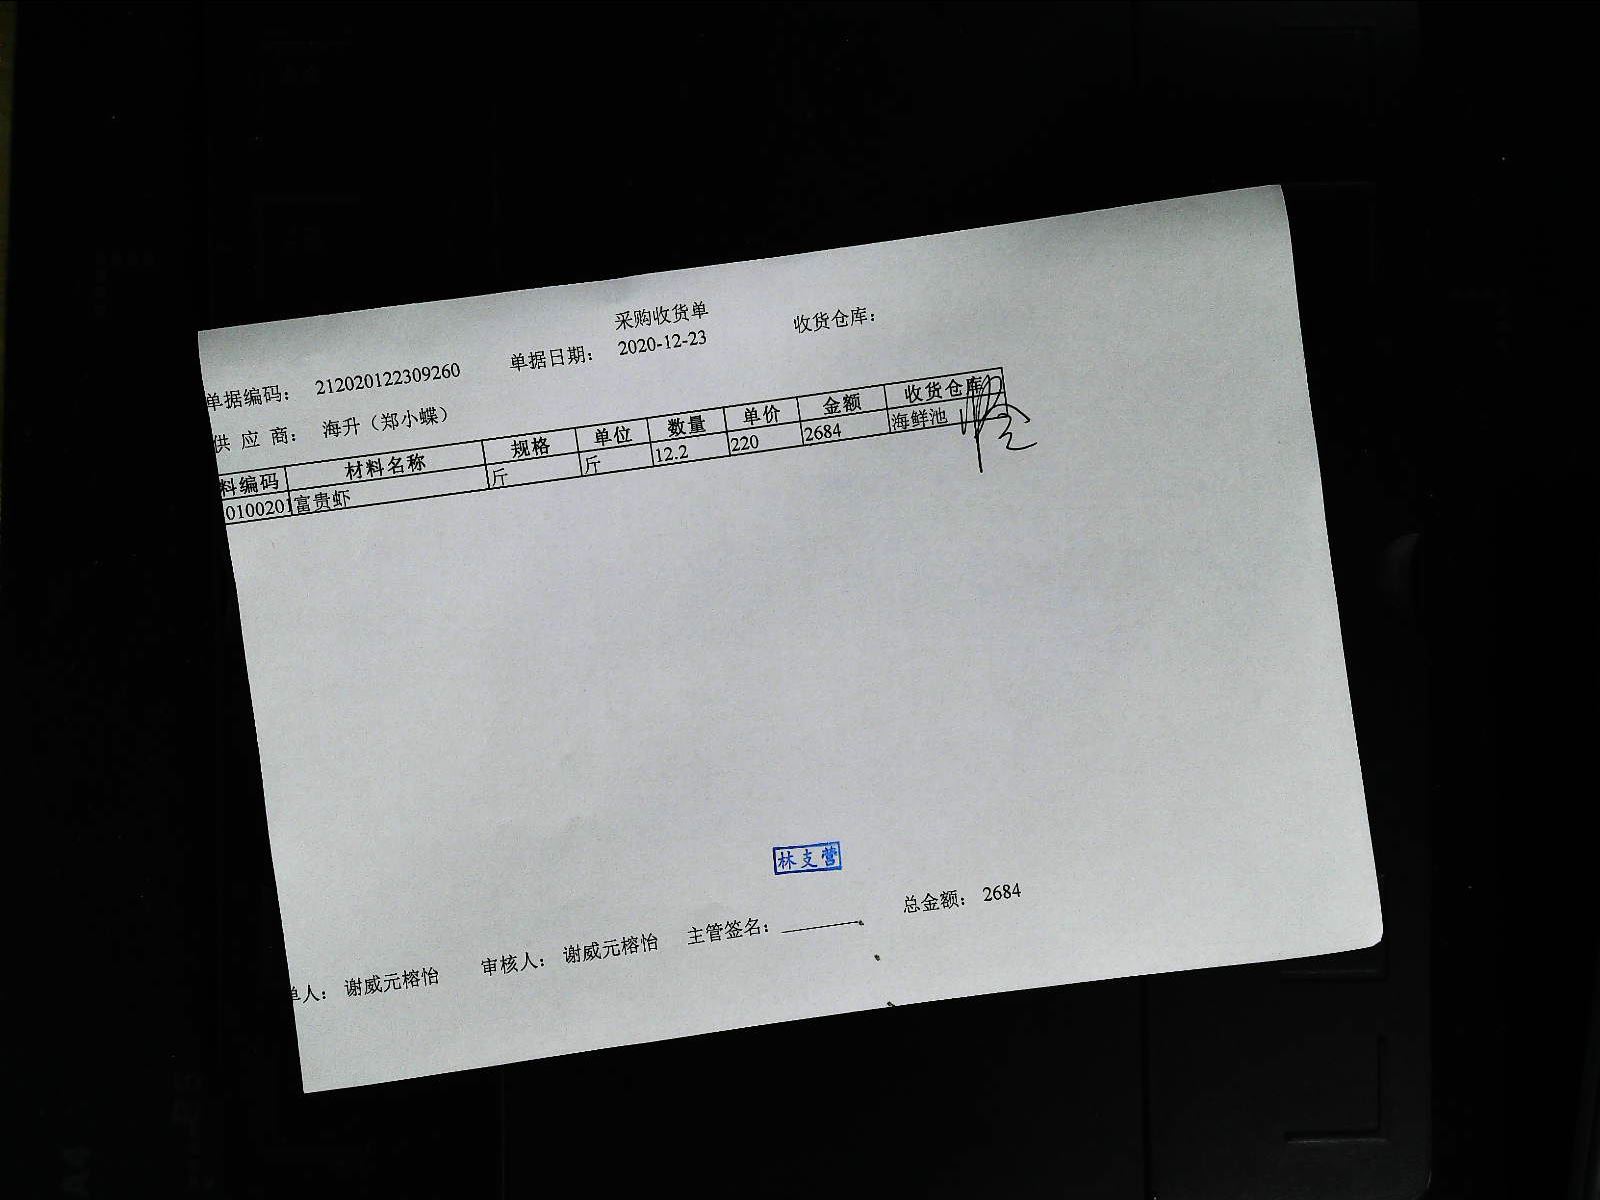 采购收货单
单据编码： 212020122309260 单据日期： 2020-12-23 收货仓库：
供 应 商： 海升（郑小蝶）
料编码 材料名称 规格 单位 数量 单价 金额 收货仓库
0100201 富贵虾 斤 斤 12.2 220 2684 海鲜池
林支营
单人： 谢威元榕怡 审核人： 谢威元榕怡 主管签名： 总金额： 2684